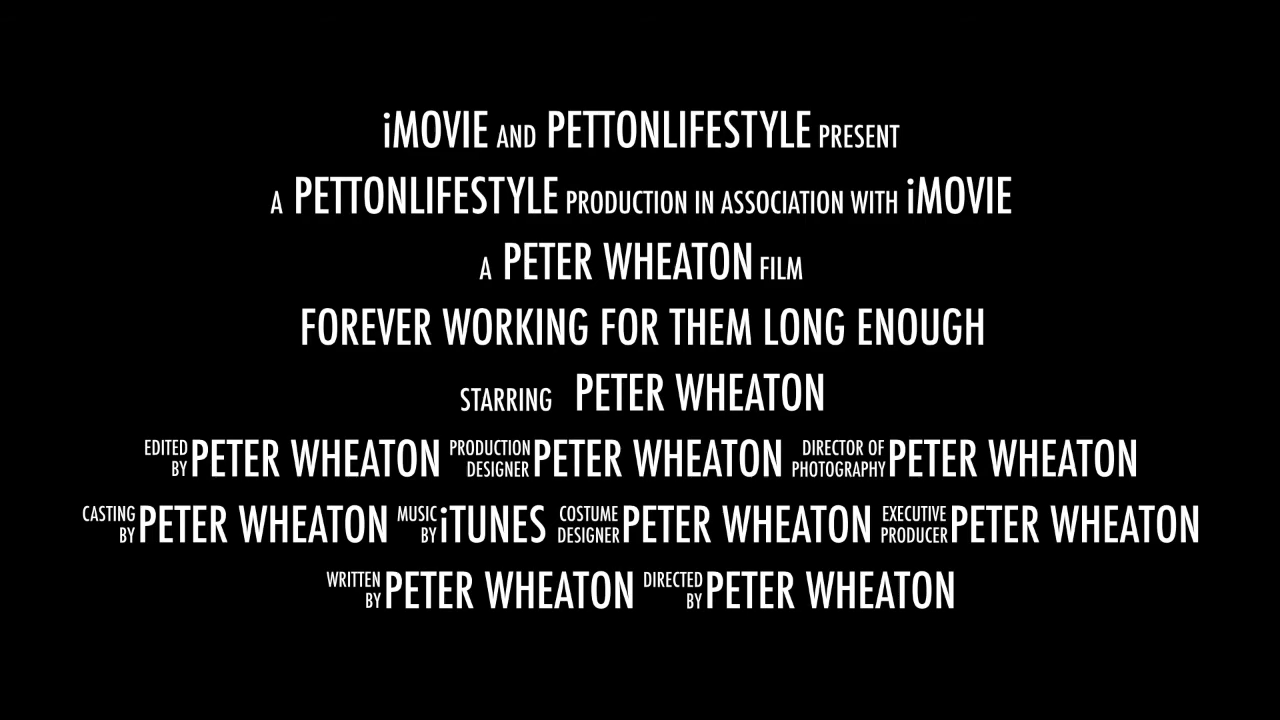 iMOVIE AND PETTONLIFESTYLE PRESENT
A PETTONLIFESTYLE PRODUCTION IN ASSOCIATION WITH iMOVIE
A PETER WHEATON FILM
FOREVER WORKING FOR THEM LONG ENOUGH
STARRING PETER WHEATON
EDITED BY PETER WHEATON PRODUCTION DESIGNER PETER WHEATON DIRECTOR OF PHOTOGRAPHY PETER WHEATON
CASTING BY PETER WHEATON MUSIC BY iTUNES COSTUME DESIGNER PETER WHEATON EXECUTIVE PRODUCER PETER WHEATON
WRITTEN BY PETER WHEATON DIRECTED BY PETER WHEATON